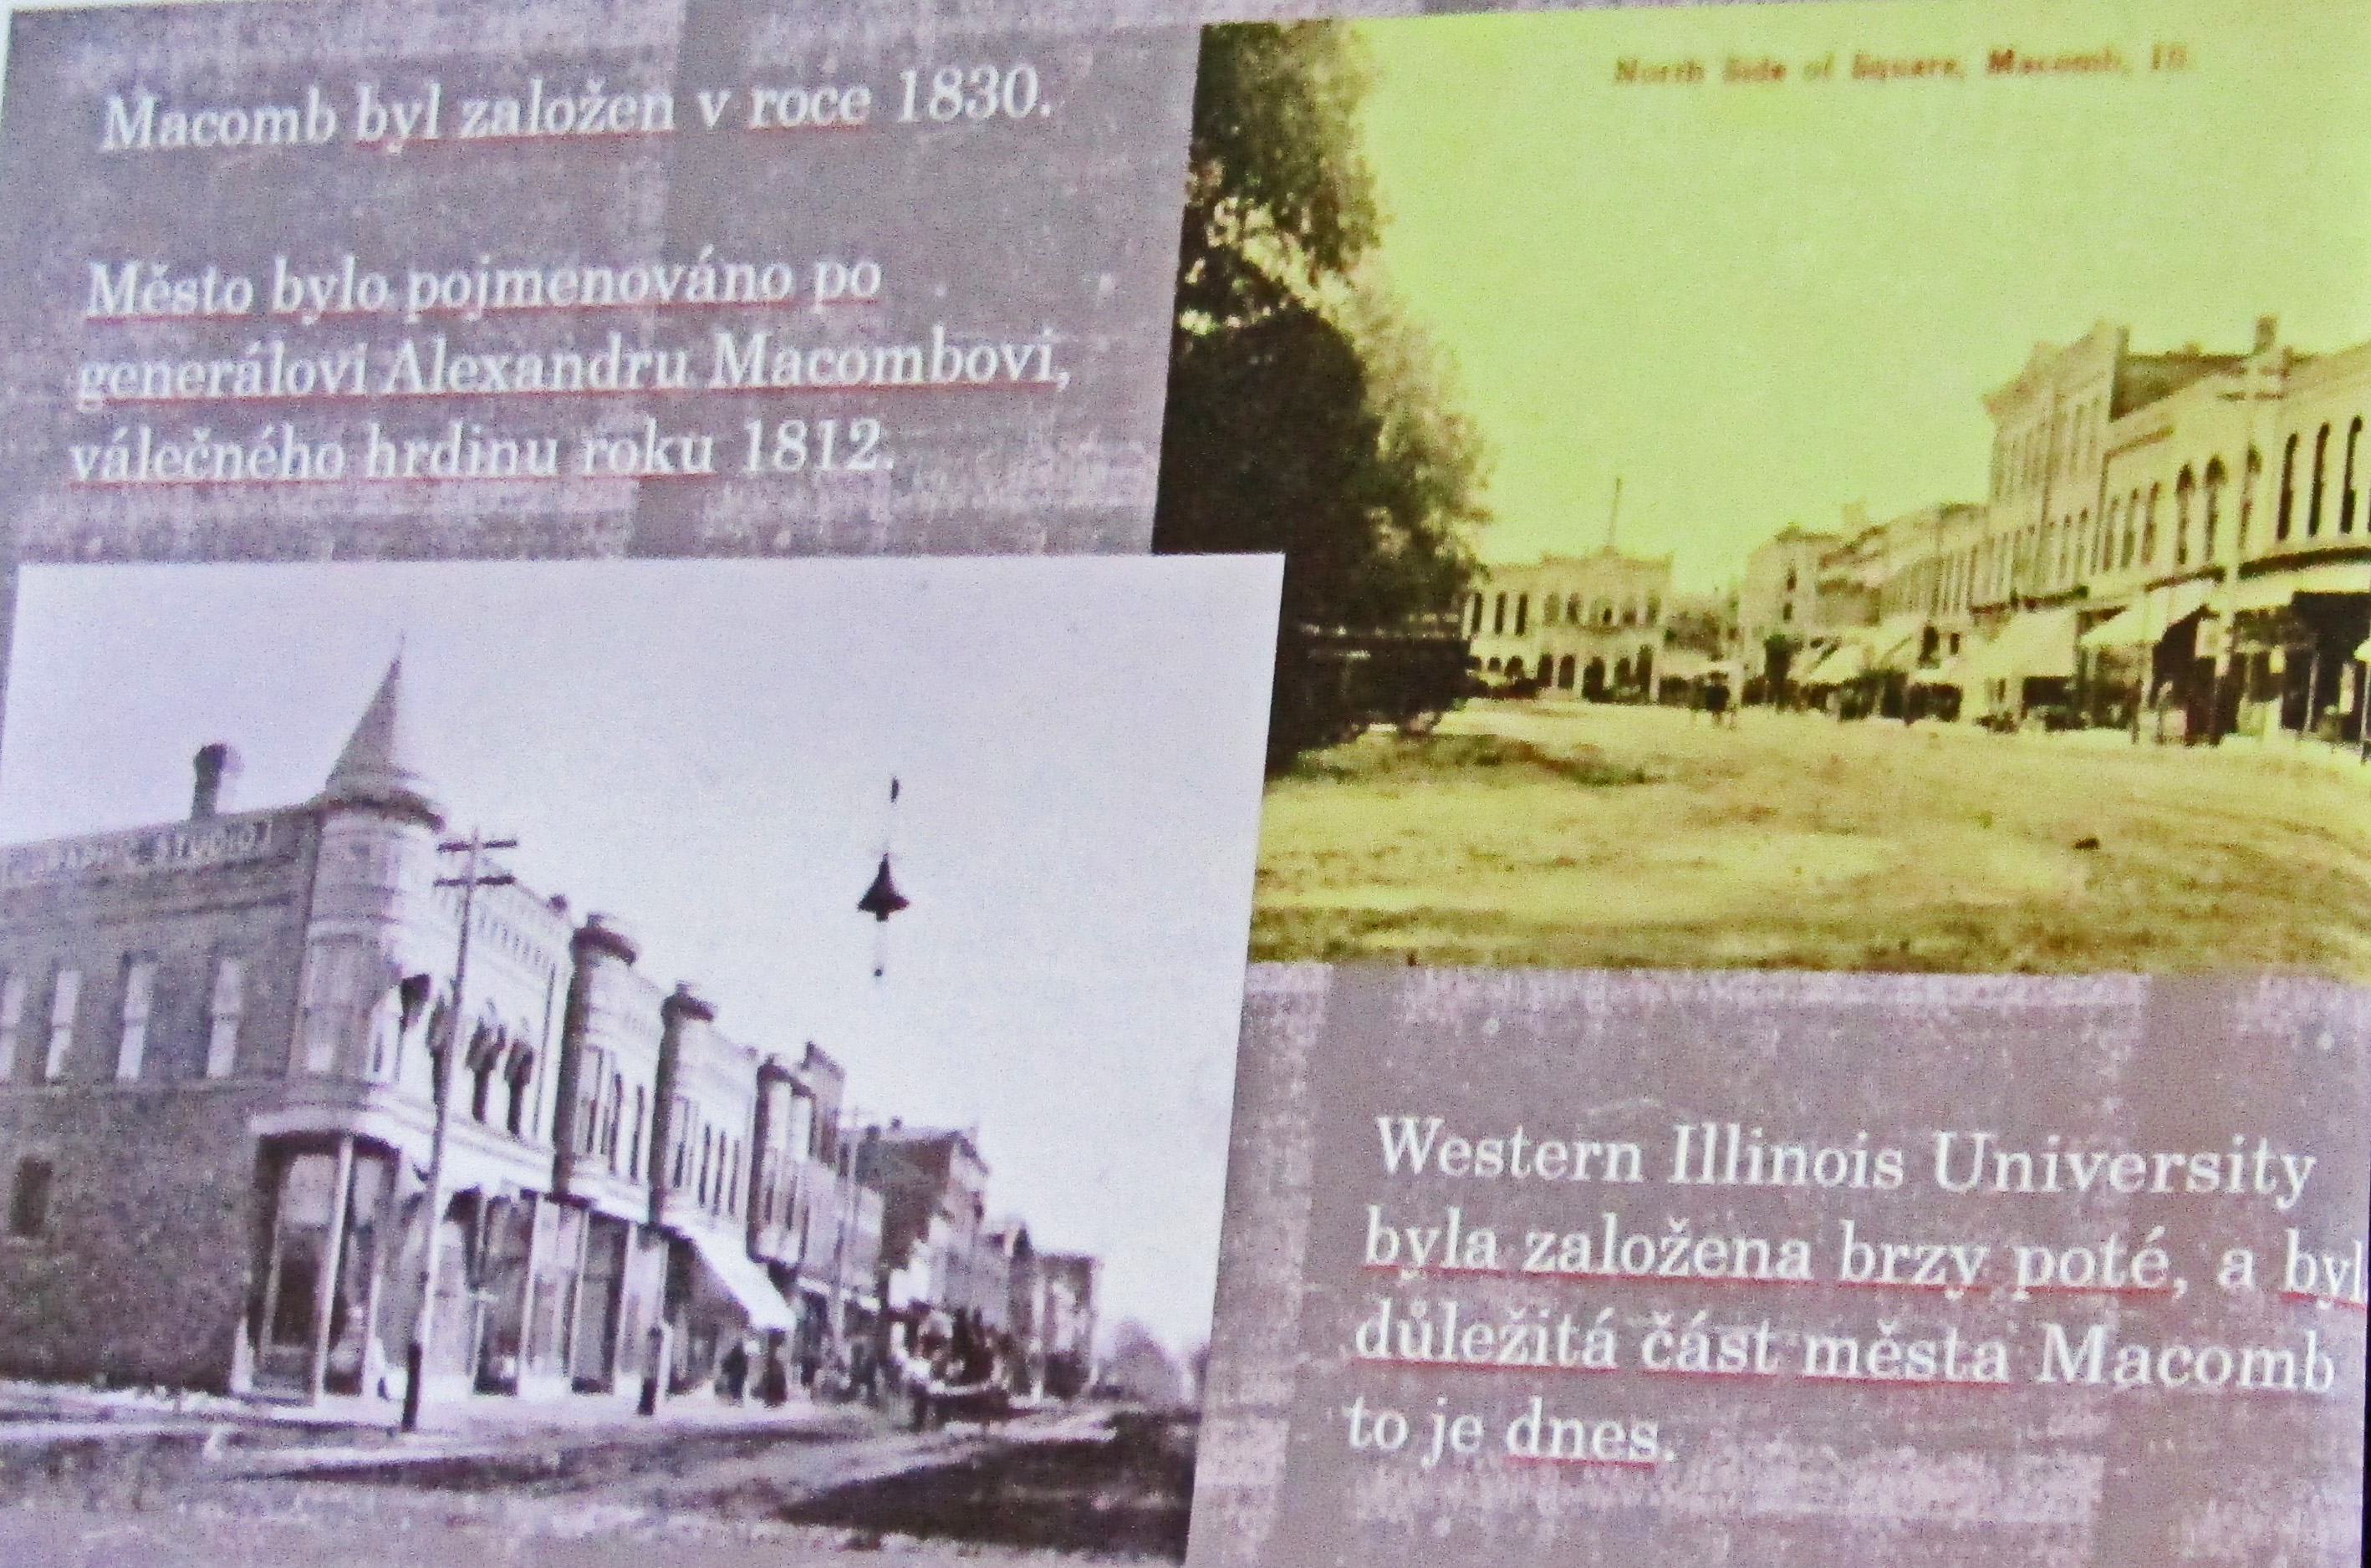 Macomb byl založen v roce 1830.
Město bylo pojmenováno po
generálovi Alexandru Macombovi,
válečného hrdinu roku 1812.
North Side of Square, Macomb, Ill.
STUDIO
Western Illinois University
byla založena brzy poté, a byl
důležitá část města Macomb
to je dnes.